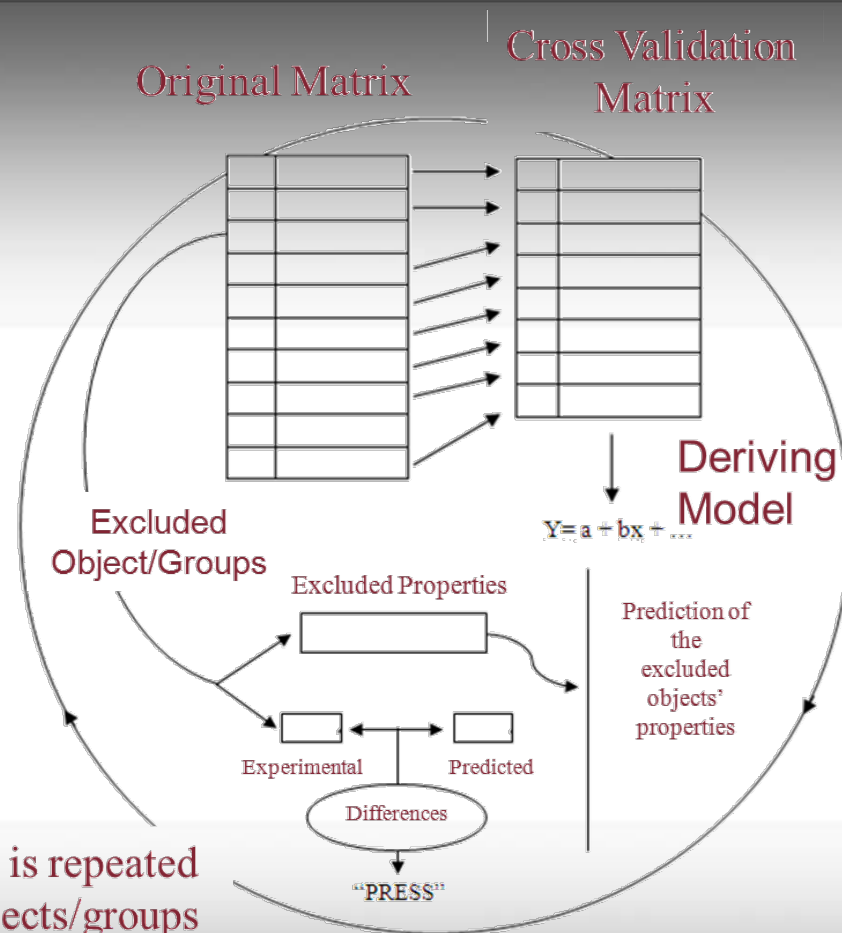 Original Matrix
Cross Validation
Matrix
Deriving
Model
Y= a + bx + ...
Excluded
Object/Groups
Excluded Properties
Prediction of
the
excluded
objects’
properties
Experimental
Predicted
Differences
“PRESS”
is repeated
ects/groups